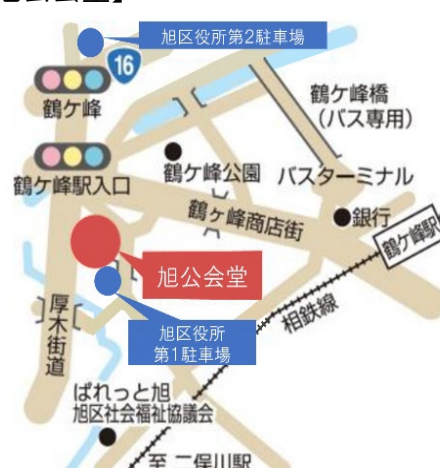 旭区役所第2駐車場
16
鶴ケ峰
鶴ケ峰橋
(バス専用)
鶴ケ峰駅入口
鶴ケ峰公園
バスターミナル
鶴ヶ峰商店街
銀行
鶴ケ峰駅
旭公会堂
厚木街道
相鉄線
旭区役所
第1駐車場
ぱれっと旭
旭区社会福祉協議会
至 二俣川駅